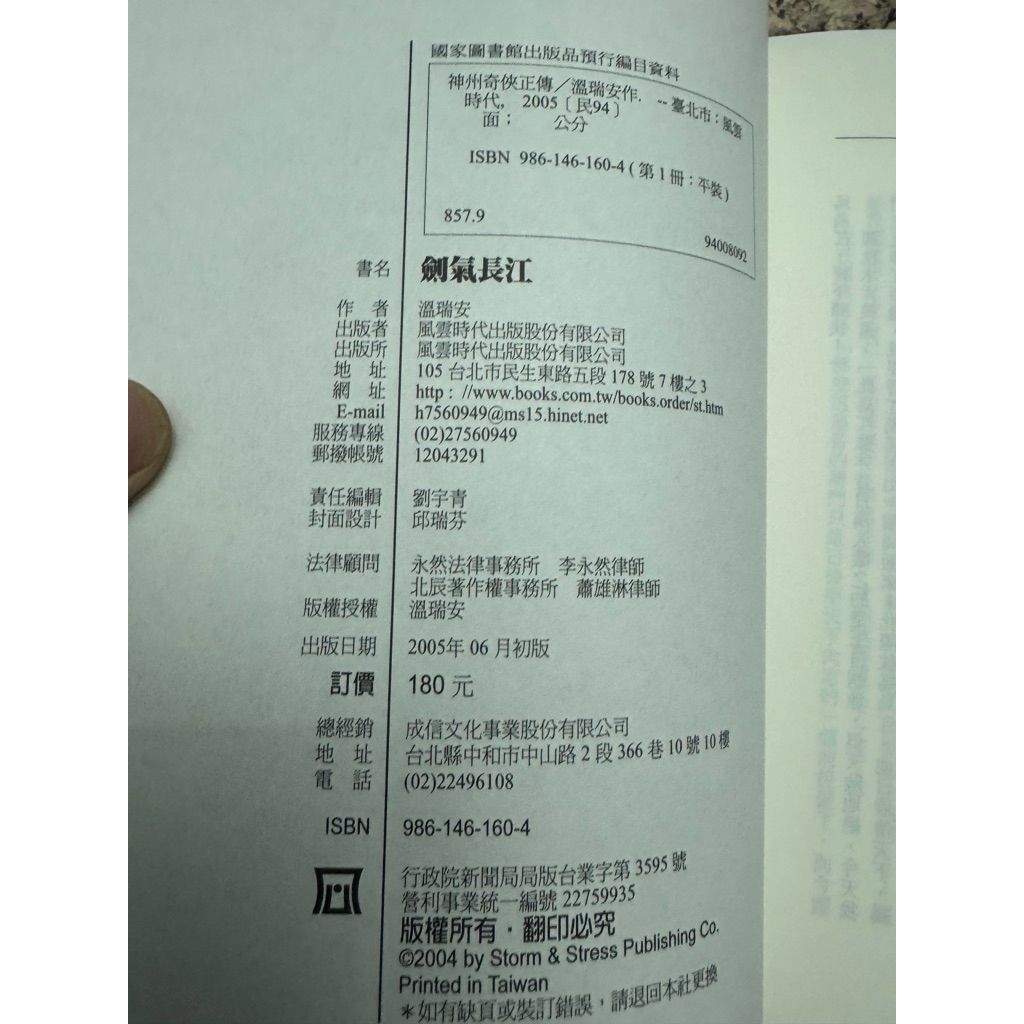 國家圖書館出版品預行編目資料
神州奇俠正傳／溫瑞安作. -- 臺北市：風雲
時代, 2005〔民94〕
面； 公分
ISBN 986-146-160-4 ( 第 1 冊：平裝 )
857.9
94008092
書名 劍氣長江
作者 溫瑞安
出版者 風雲時代出版股份有限公司
出版所 風雲時代出版股份有限公司
地址 105 台北市民生東路五段 178 號 7 樓之 3
網址 http：//www.books.com.tw/books.order/st.htm
E-mail h7560949@ms15.hinet.net
服務專線 (02)27560949
郵撥帳號 12043291
責任編輯 劉宇青
封面設計 邱瑞芬
法律顧問 永然法律事務所 李永然律師
北辰著作權事務所 蕭雄淋律師
版權授權 溫瑞安
出版日期 2005年 06 月初版
訂價 180 元
總經銷 成信文化事業股份有限公司
地址 台北縣中和市中山路 2 段 366 巷 10 號 10 樓
電話 (02)22496108
ISBN 986-146-160-4
行政院新聞局局版台業字第 3595 號
營利事業統一編號 22759935
版權所有・翻印必究
©2004 by Storm & Stress Publishing Co.
Printed in Taiwan
＊如有缺頁或裝訂錯誤，請退回本社更換